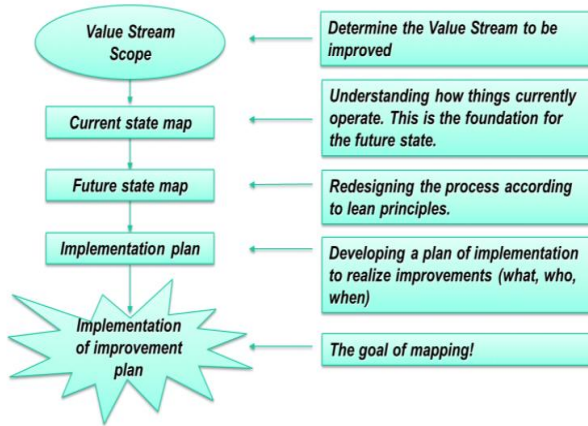 Value Stream
Scope
Determine the Value Stream to be
improved
Current state map
Understanding how things currently
operate. This is the foundation for
the future state.
Future state map
Redesigning the process according
to lean principles.
Implementation plan
Developing a plan of implementation
to realize improvements (what, who,
when)
Implementation
of improvement
plan
The goal of mapping!